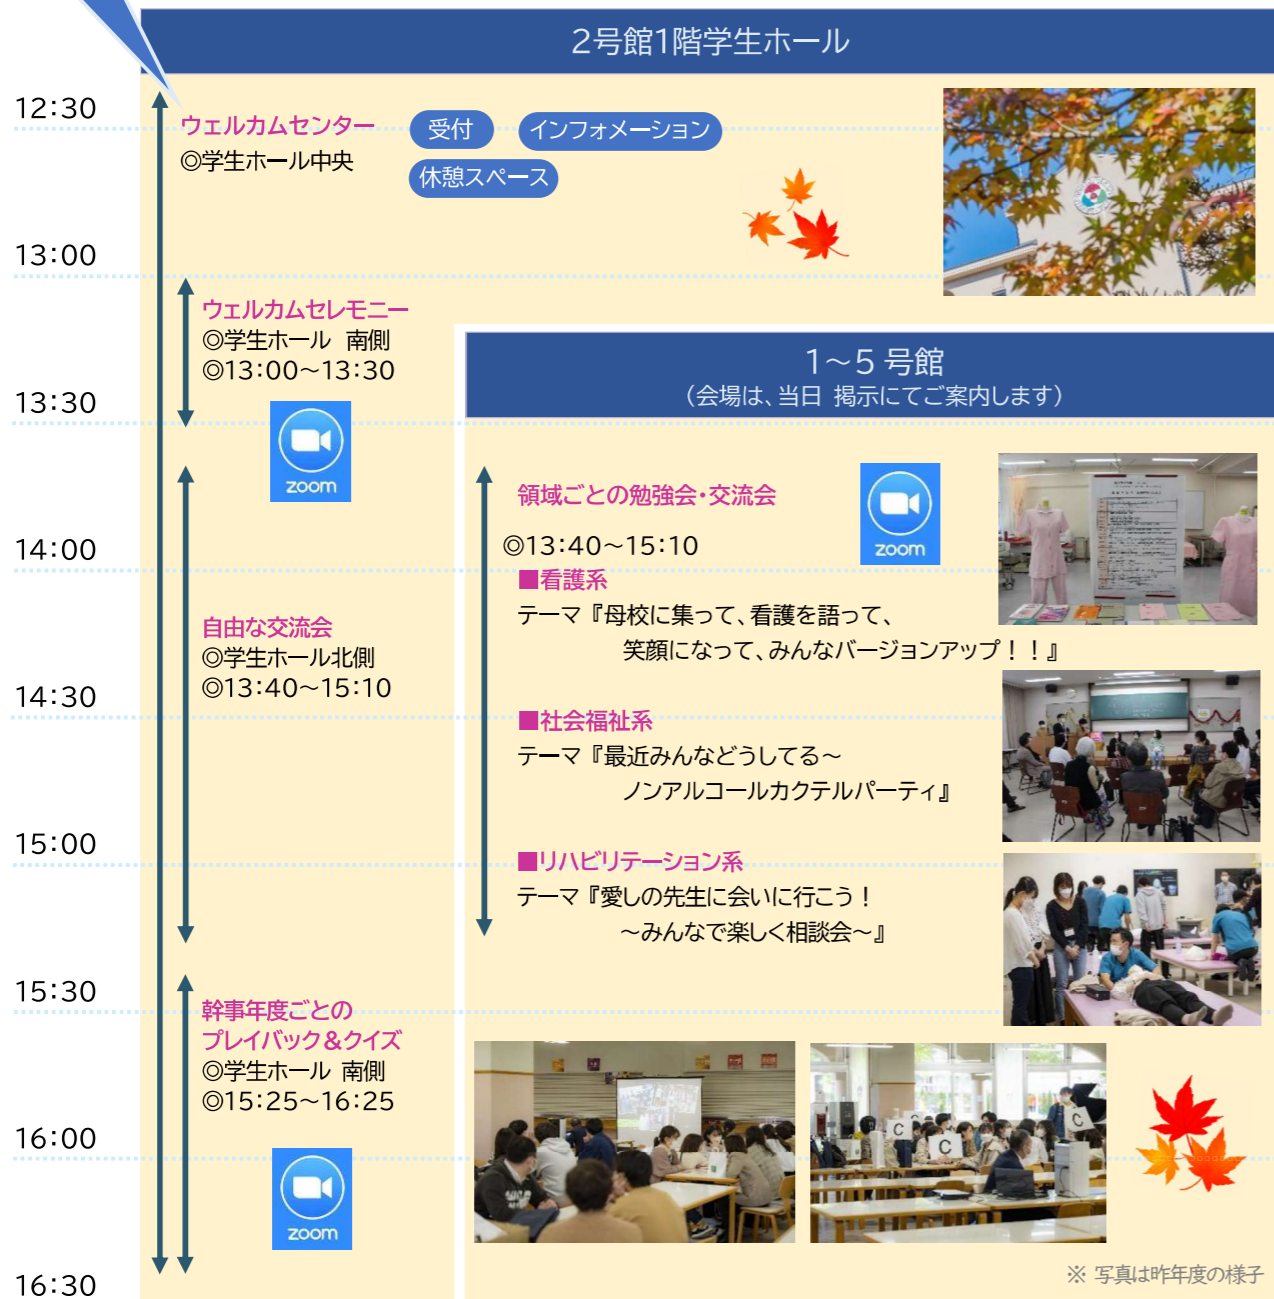 2号館1階学生ホール
12:30
ウェルカムセンター
受付
インフォメーション
◎学生ホール中央
休憩スペース
13:00
ウェルカムセレモニー
◎学生ホール 南側
◎13:00～13:30
zoom
13:30
1～5 号館
（会場は、当日 掲示にてご案内します）
領域ごとの勉強会・交流会
◎13:40～15:10
zoom
14:00
■看護系
テーマ『母校に集って、看護を語って、
笑顔になって、みんなバージョンアップ！！』
自由な交流会
◎学生ホール北側
◎13:40～15:10
14:30
■社会福祉系
テーマ『最近みんなどうしてる～
ノンアルコールカクテルパーティ』
15:00
■リハビリテーション系
テーマ『愛しの先生に会いに行こう！
～みんなで楽しく相談会～』
15:30
幹事年度ごとの
プレイバック＆クイズ
◎学生ホール 南側
◎15:25～16:25
zoom
C
C
C
16:00
16:30
※ 写真は昨年度の様子